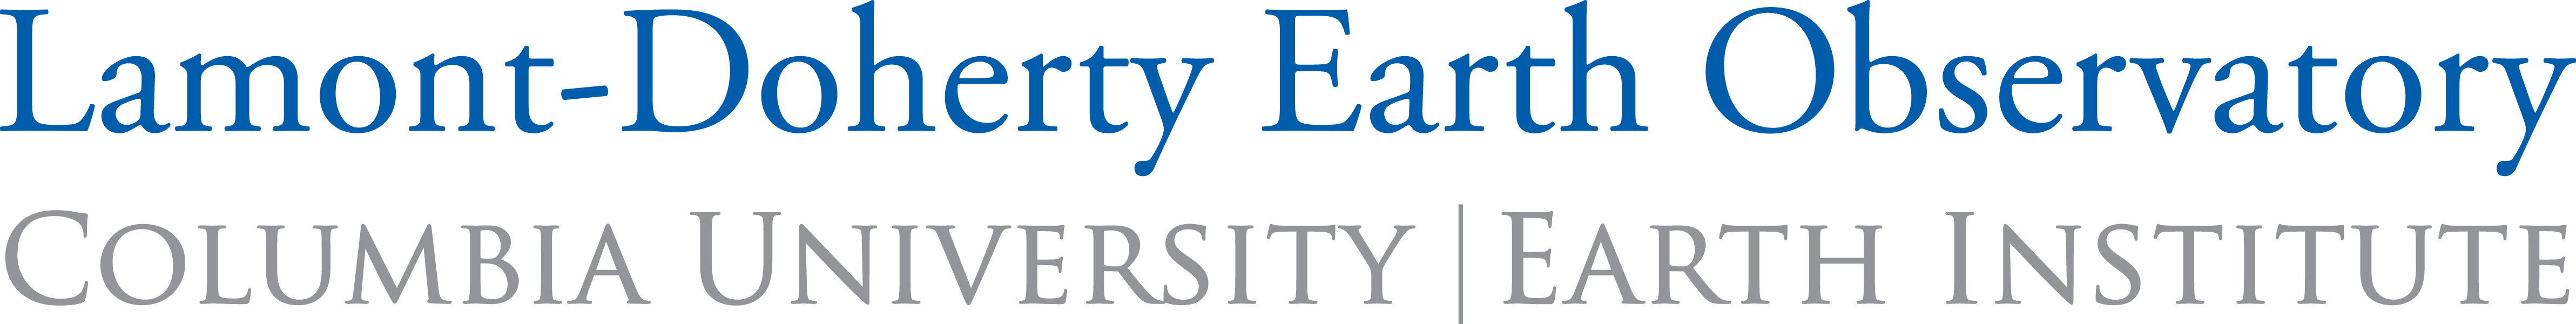 Lamont-Doherty Earth Observatory
COLUMBIA UNIVERSITY | EARTH INSTITUTE